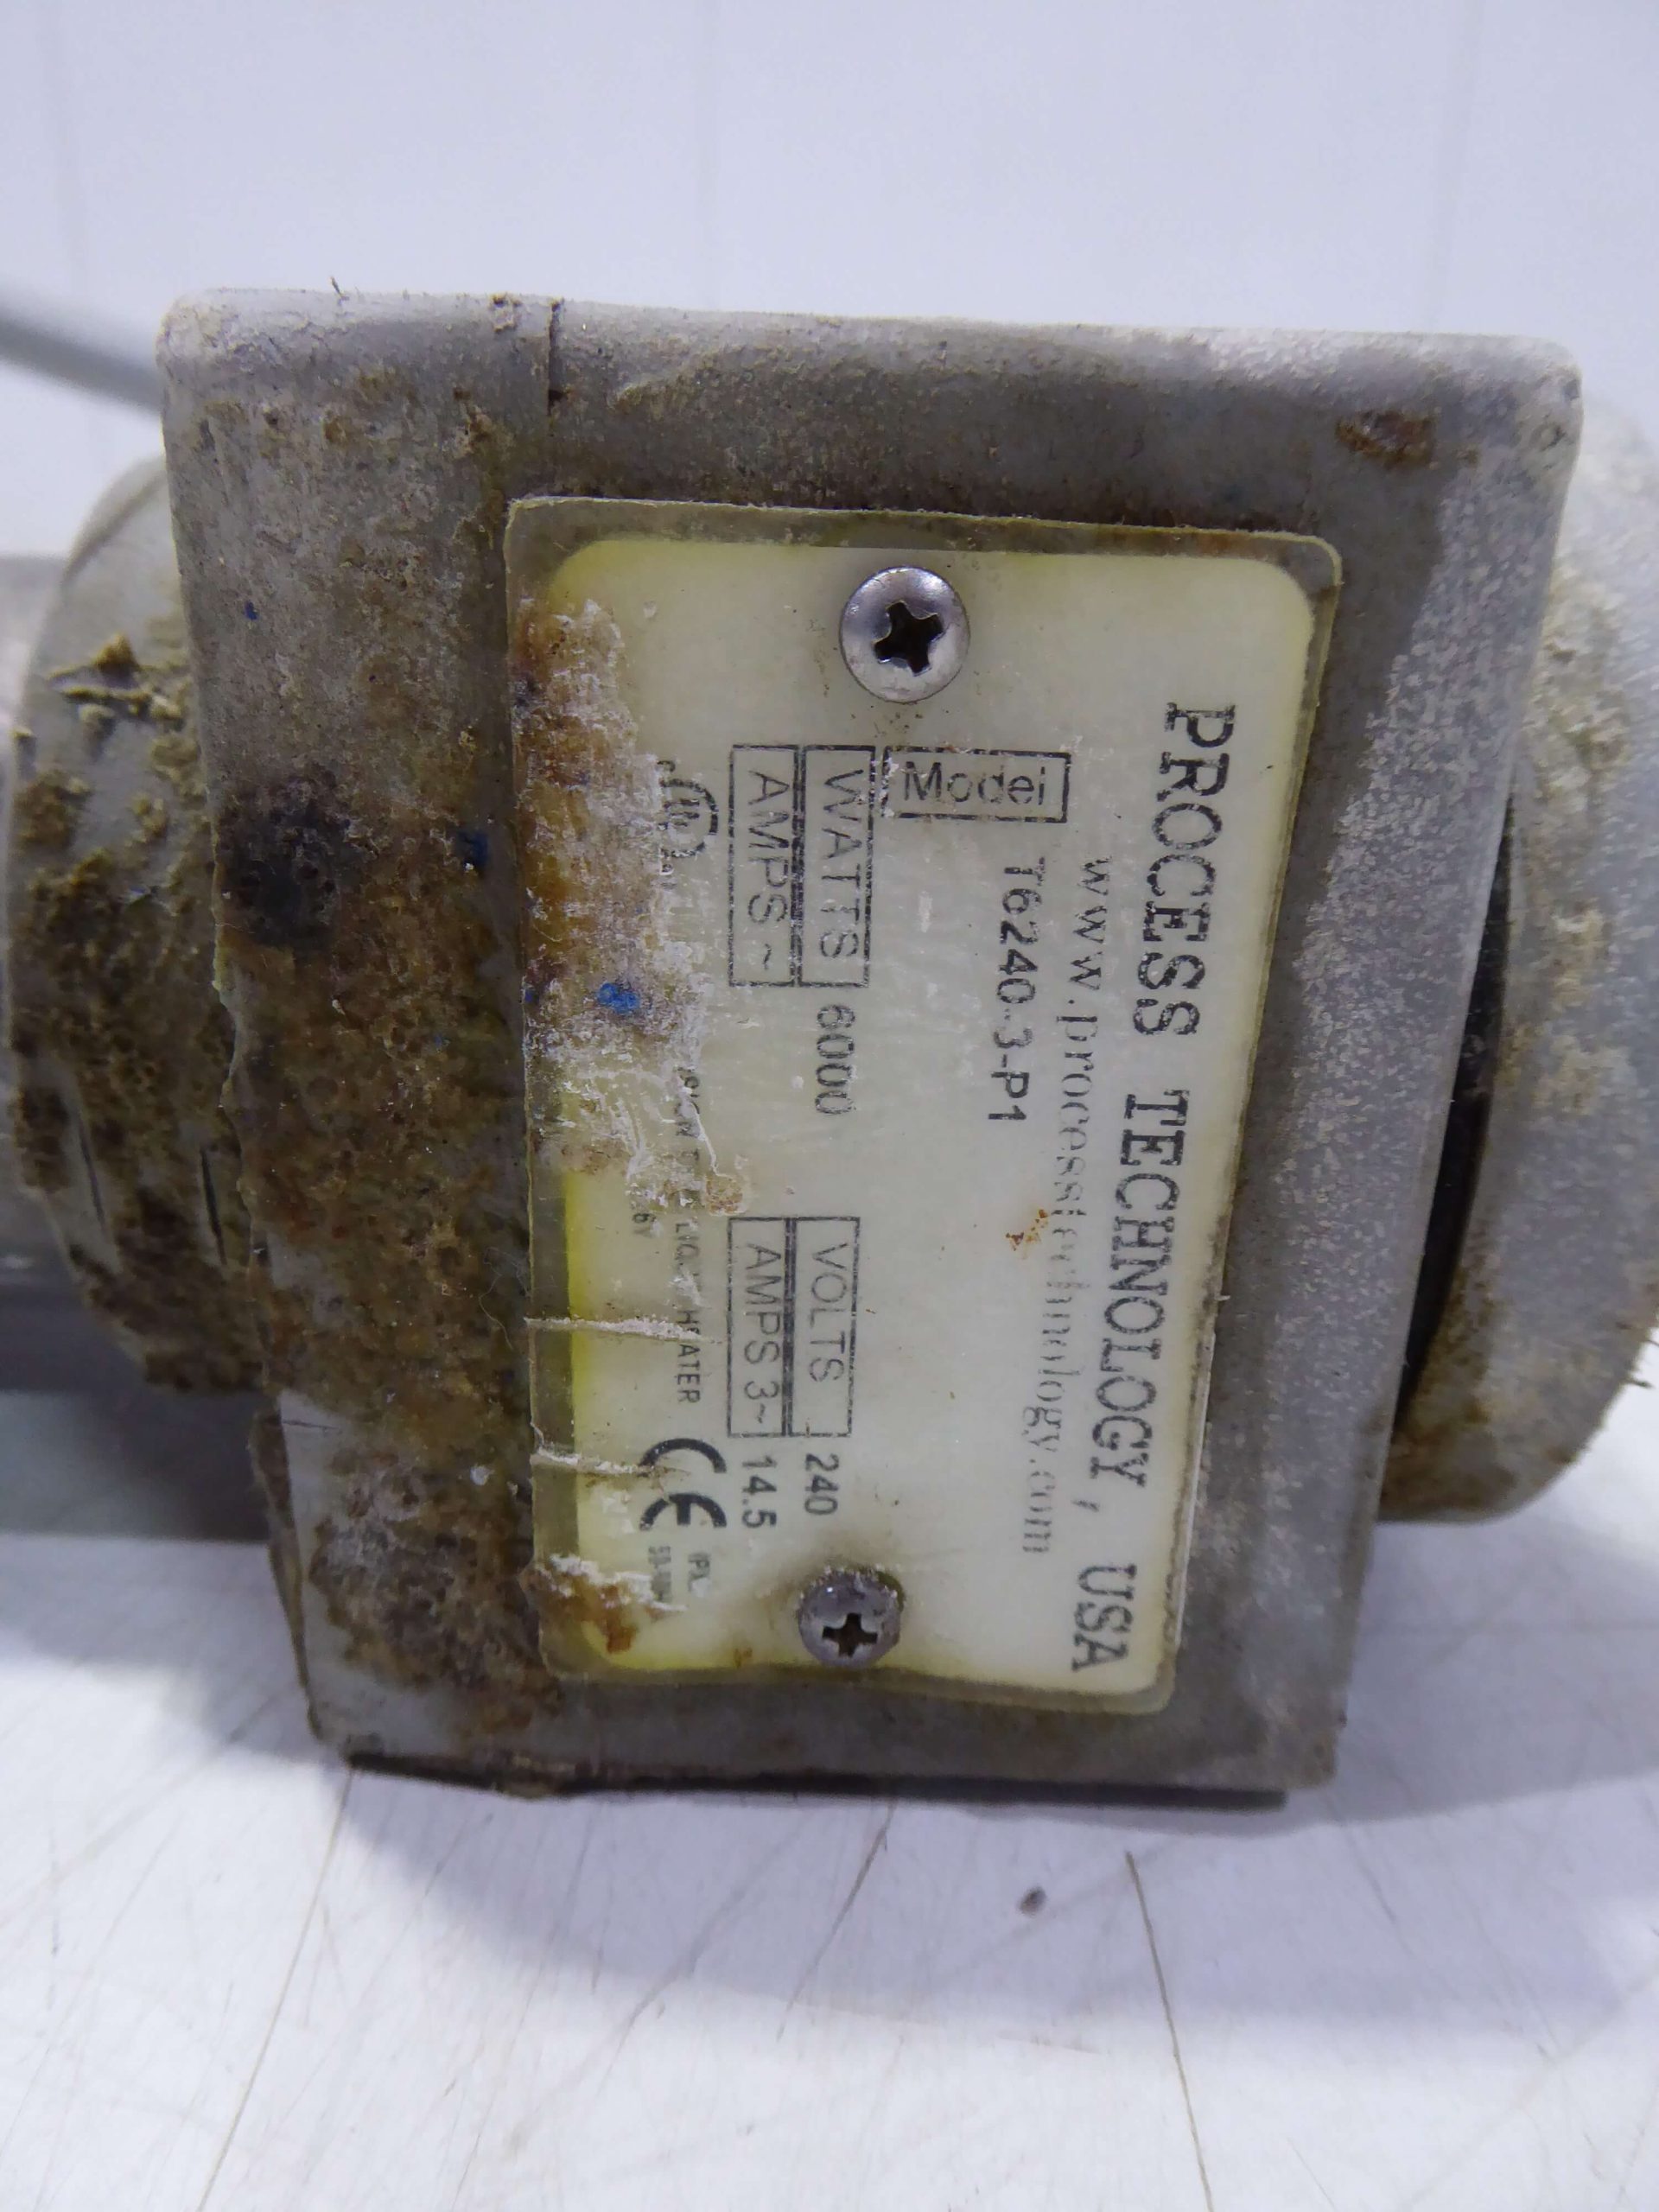 PROCESS TECHNOLOGY, USA
www.processtechnology.com
Model
T6240-3-P1
WATTS 6000 VOLTS 240
AMPS ~ AMPS 3~ 14.5
HEATER CE